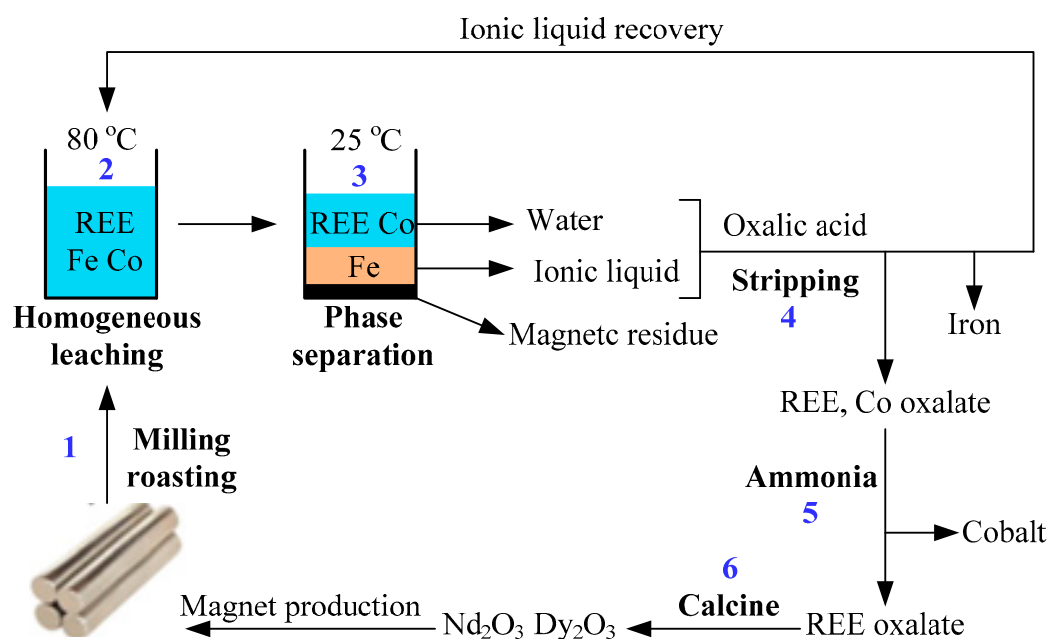 Ionic liquid recovery
80 °C
2
REE
Fe Co
Homogeneous
leaching
25 °C
3
REE Co
Fe
Phase
separation
Water
Ionic liquid
Magnetc residue
Oxalic acid
Stripping
4
Iron
REE, Co oxalate
1
Milling
roasting
Ammonia
5
Cobalt
6
Calcine
REE oxalate
Nd₂O₃ Dy₂O₃
Magnet production